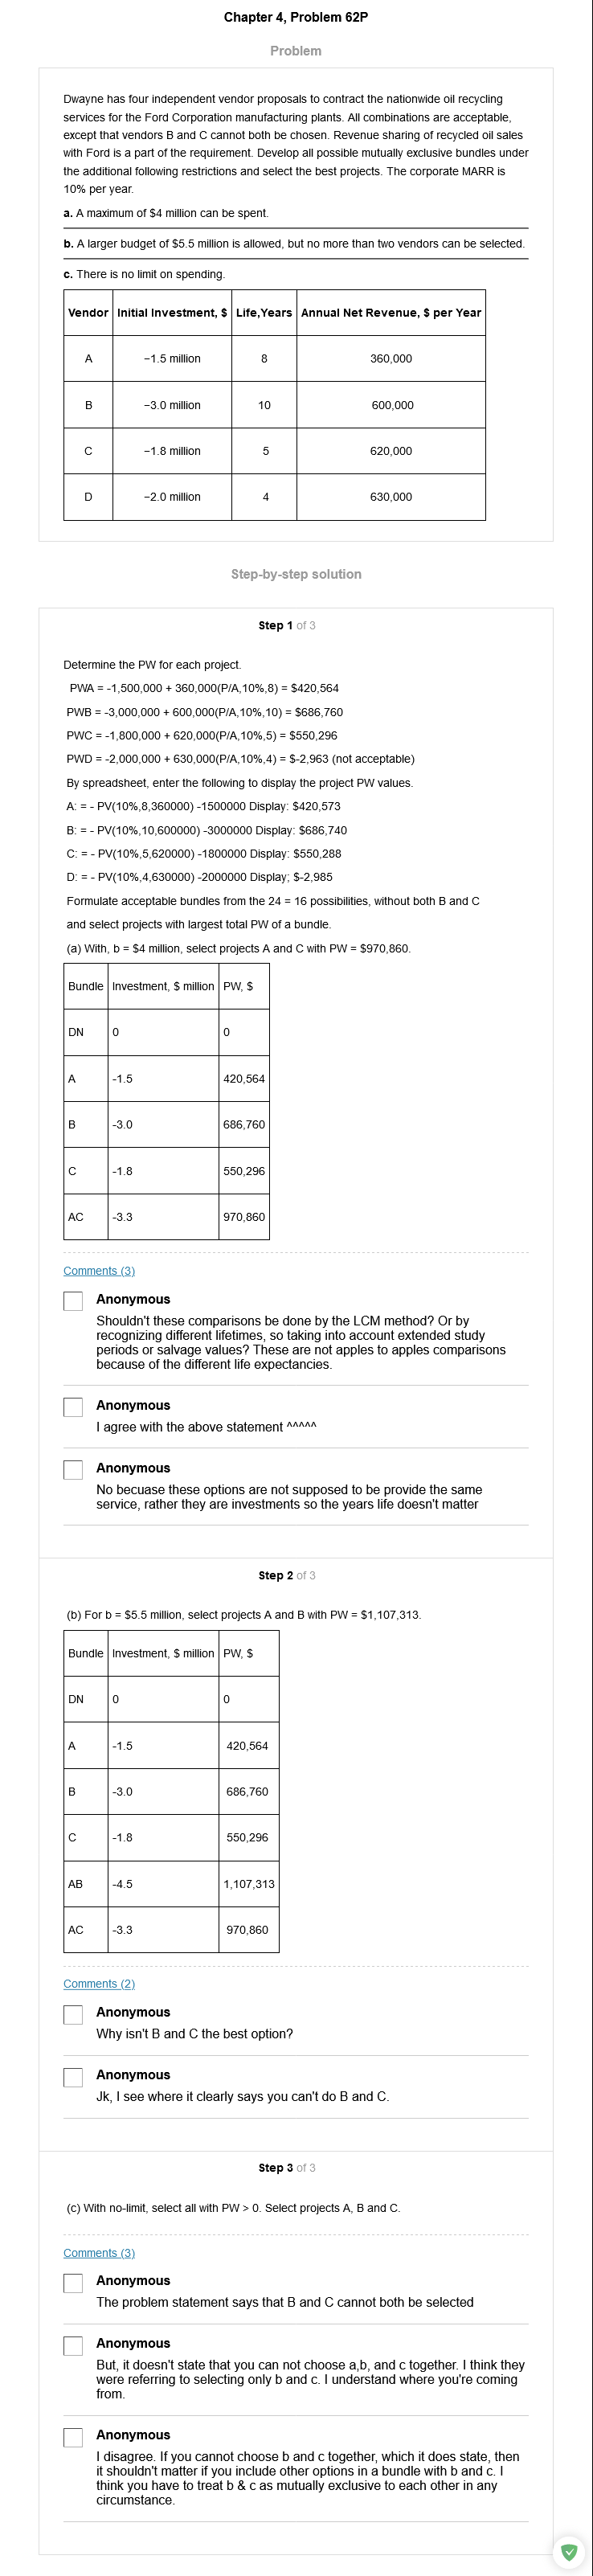 Chapter 4, Problem 62P
Problem
Dwayne has four independent vendor proposals to contract the nationwide oil recycling
services for the Ford Corporation manufacturing plants. All combinations are acceptable,
except that vendors B and C cannot both be chosen. Revenue sharing of recycled oil sales
with Ford is a part of the requirement. Develop all possible mutually exclusive bundles under
the additional following restrictions and select the best projects. The corporate MARR is
10% per year.
a. A maximum of $4 million can be spent.
b. A larger budget of $5.5 million is allowed, but no more than two vendors can be selected.
c. There is no limit on spending.
Vendor Initial Investment, $ Life,Years Annual Net Revenue, $ per Year
A −1.5 million 8 360,000
B −3.0 million 10 600,000
C −1.8 million 5 620,000
D −2.0 million 4 630,000
Step-by-step solution
Step 1 of 3
Determine the PW for each project.
PWA = -1,500,000 + 360,000(P/A,10%,8) = $420,564
PWB = -3,000,000 + 600,000(P/A,10%,10) = $686,760
PWC = -1,800,000 + 620,000(P/A,10%,5) = $550,296
PWD = -2,000,000 + 630,000(P/A,10%,4) = $-2,963 (not acceptable)
By spreadsheet, enter the following to display the project PW values.
A: = - PV(10%,8,360000) -1500000 Display: $420,573
B: = - PV(10%,10,600000) -3000000 Display: $686,740
C: = - PV(10%,5,620000) -1800000 Display: $550,288
D: = - PV(10%,4,630000) -2000000 Display; $-2,985
Formulate acceptable bundles from the 24 = 16 possibilities, without both B and C
and select projects with largest total PW of a bundle.
(a) With, b = $4 million, select projects A and C with PW = $970,860.
Bundle Investment, $ million PW, $
DN 0 0
A -1.5 420,564
B -3.0 686,760
C -1.8 550,296
AC -3.3 970,860
Comments (3)
Anonymous
Shouldn't these comparisons be done by the LCM method? Or by
recognizing different lifetimes, so taking into account extended study
periods or salvage values? These are not apples to apples comparisons
because of the different life expectancies.
Anonymous
I agree with the above statement ^^^^^
Anonymous
No becuase these options are not supposed to be provide the same
service, rather they are investments so the years life doesn't matter
Step 2 of 3
(b) For b = $5.5 million, select projects A and B with PW = $1,107,313.
Bundle Investment, $ million PW, $
DN 0 0
A -1.5 420,564
B -3.0 686,760
C -1.8 550,296
AB -4.5 1,107,313
AC -3.3 970,860
Comments (2)
Anonymous
Why isn't B and C the best option?
Anonymous
Jk, I see where it clearly says you can't do B and C.
Step 3 of 3
(c) With no-limit, select all with PW > 0. Select projects A, B and C.
Comments (3)
Anonymous
The problem statement says that B and C cannot both be selected
Anonymous
But, it doesn't state that you can not choose a,b, and c together. I think they
were referring to selecting only b and c. I understand where you're coming
from.
Anonymous
I disagree. If you cannot choose b and c together, which it does state, then
it shouldn't matter if you include other options in a bundle with b and c. I
think you have to treat b & c as mutually exclusive to each other in any
circumstance.